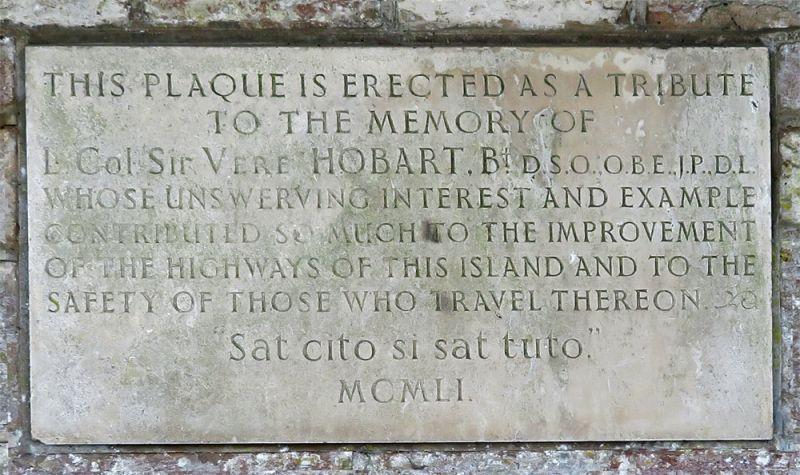 THIS PLAQUE IS ERECTED AS A TRIBUTE
TO THE MEMORY OF
Lt Col. Sir VERE HOBART, Bt. D.S.O., O.B.E., J.P., D.L.
WHOSE UNSWERVING INTEREST AND EXAMPLE
CONTRIBUTED SO MUCH TO THE IMPROVEMENT
OF THE HIGHWAYS OF THIS ISLAND AND TO THE
SAFETY OF THOSE WHO TRAVEL THEREON.
"Sat cito si sat tuto."
MCMLI.